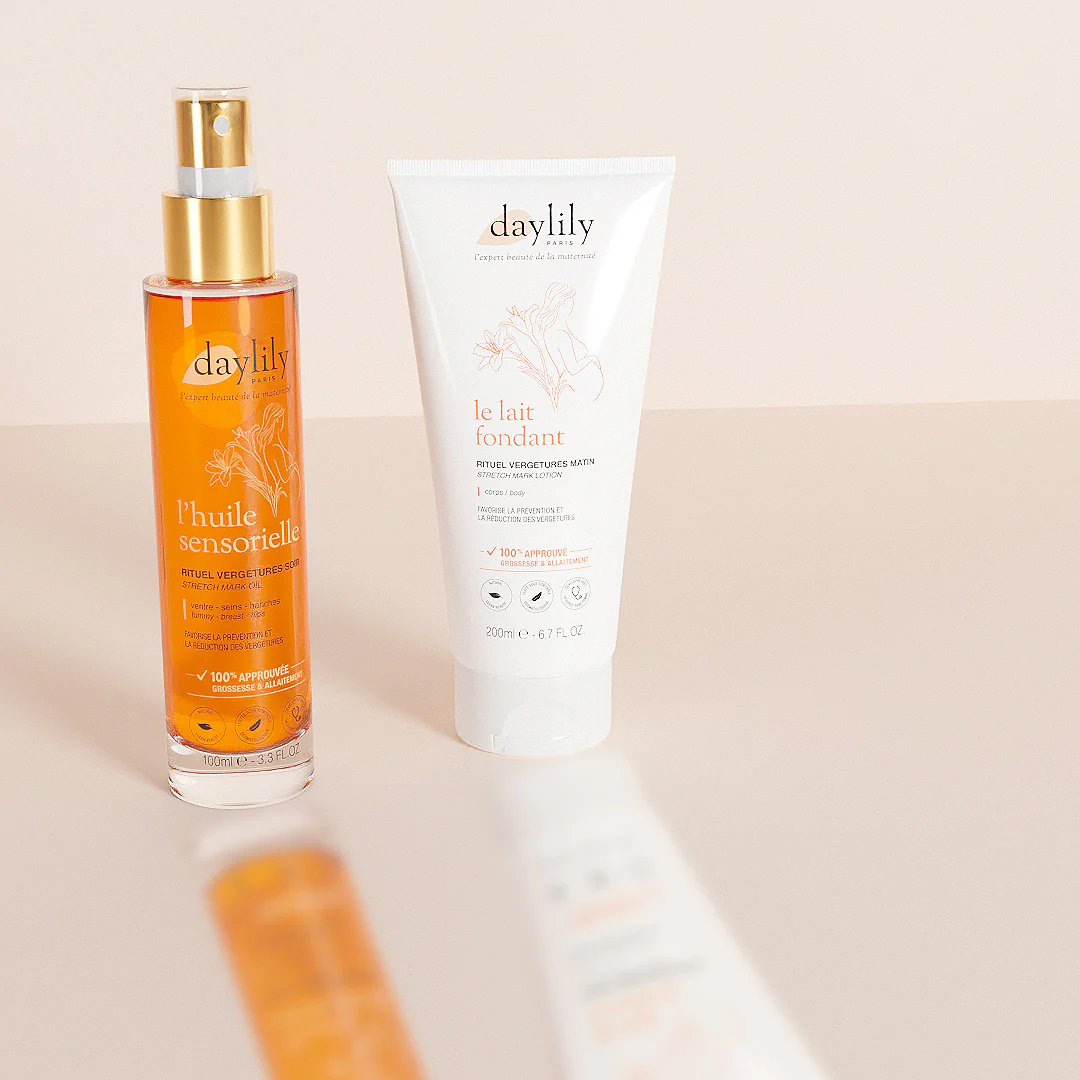 daylily
PARIS
l'expert beauté de la maternité
l'huile
sensorielle
RITUEL VERGETURES SOIR
STRETCH MARK OIL
ventre - seins - hanches
tummy - breast - hips
FAVORISE LA PRÉVENTION ET
LA RÉDUCTION DES VERGETURES
100% APPROUVÉE
GROSSESSE & ALLAITEMENT
100ml ℮ - 3.3 FL.OZ
daylily
PARIS
l'expert beauté de la maternité
le lait
fondant
RITUEL VERGETURES MATIN
STRETCH MARK LOTION
corps / body
FAVORISE LA PRÉVENTION ET
LA RÉDUCTION DES VERGETURES
100% APPROUVÉ
GROSSESSE & ALLAITEMENT
200ml ℮ - 6.7 FL.OZ.